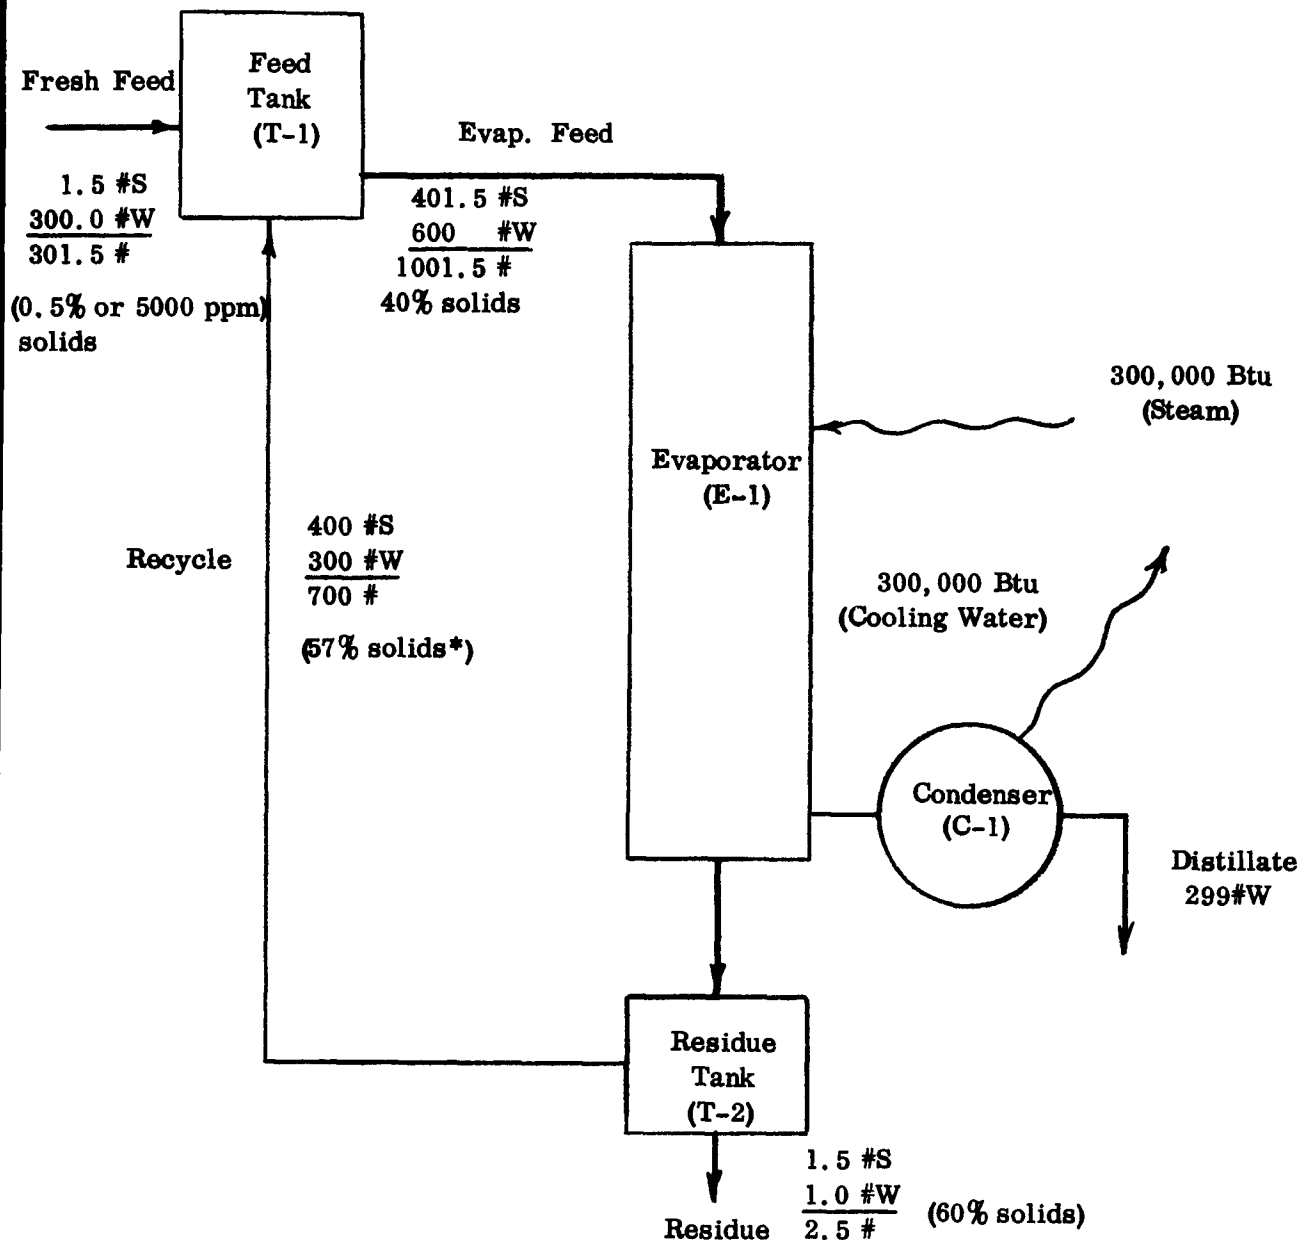 Feed
Tank
(T-1)
Fresh Feed
1.5 #S
300.0 #W
301.5 #
(0.5% or 5000 ppm)
solids
Evap. Feed
401.5 #S
600 #W
1001.5 #
40% solids
300,000 Btu
(Steam)
Evaporator
(E-1)
Recycle
400 #S
300 #W
700 #
(57% solids*)
300,000 Btu
(Cooling Water)
Condenser
(C-1)
Distillate
299#W
Residue
Tank
(T-2)
Residue
1.5 #S
1.0 #W
2.5 #
(60% solids)